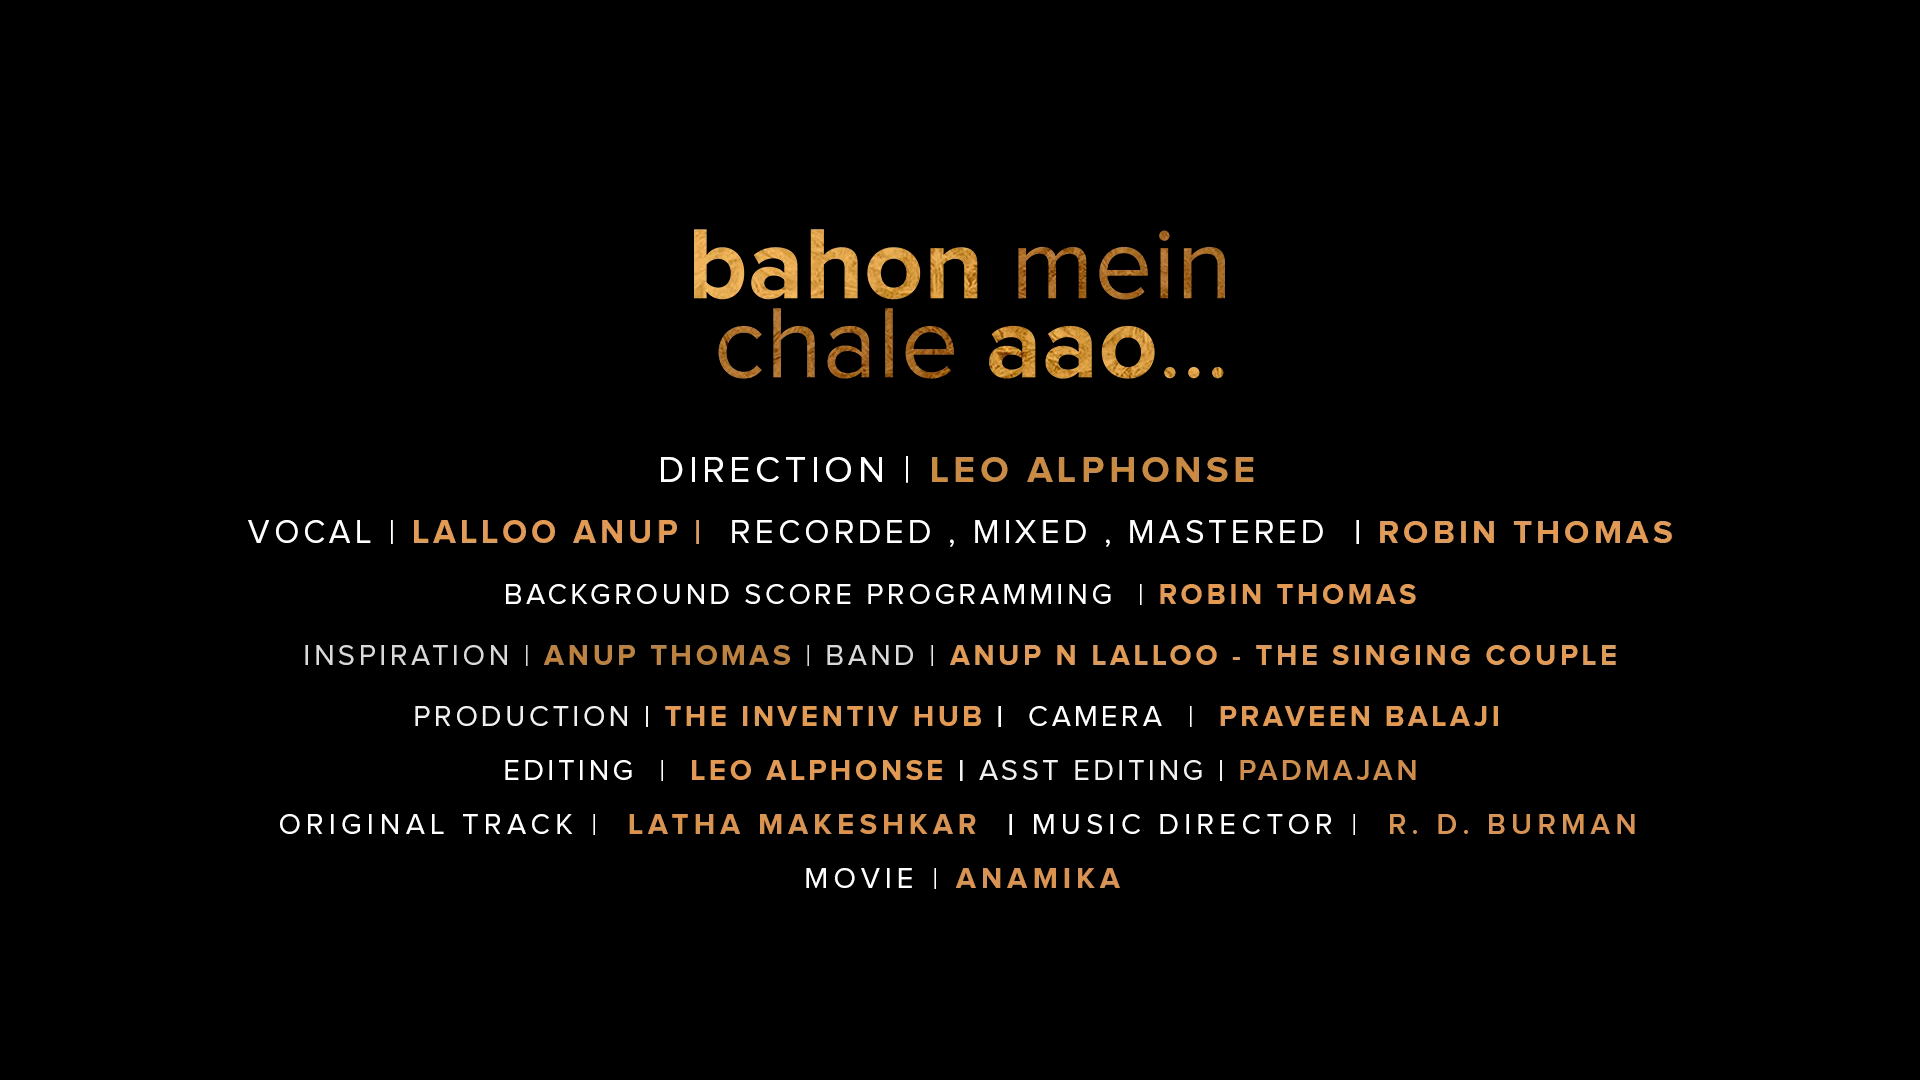 bahon mein
chale aao...
DIRECTION | LEO ALPHONSE
VOCAL | LALLOO ANUP | RECORDED , MIXED , MASTERED | ROBIN THOMAS
BACKGROUND SCORE PROGRAMMING | ROBIN THOMAS
INSPIRATION | ANUP THOMAS | BAND | ANUP N LALLOO - THE SINGING COUPLE
PRODUCTION | THE INVENTIV HUB | CAMERA | PRAVEEN BALAJI
EDITING | LEO ALPHONSE | ASST EDITING | PADMAJAN
ORIGINAL TRACK | LATHA MAKESHKAR | MUSIC DIRECTOR | R. D. BURMAN
MOVIE | ANAMIKA